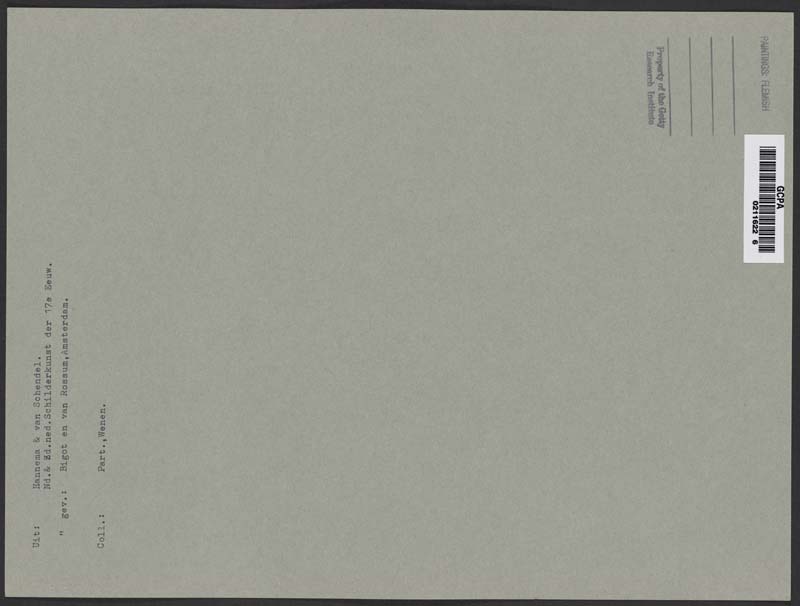 Uit: Hannema & van Schendel.
Nd.& Zd.ned.Schilderkunst der 17e Eeuw.
" gev.: Bigot en van Rossum,Amsterdam.
Coll.: Part.,Wenen.
PAINTINGS: FLEMISH
Property of the Getty
Research Institute
GCPA
0211622 6